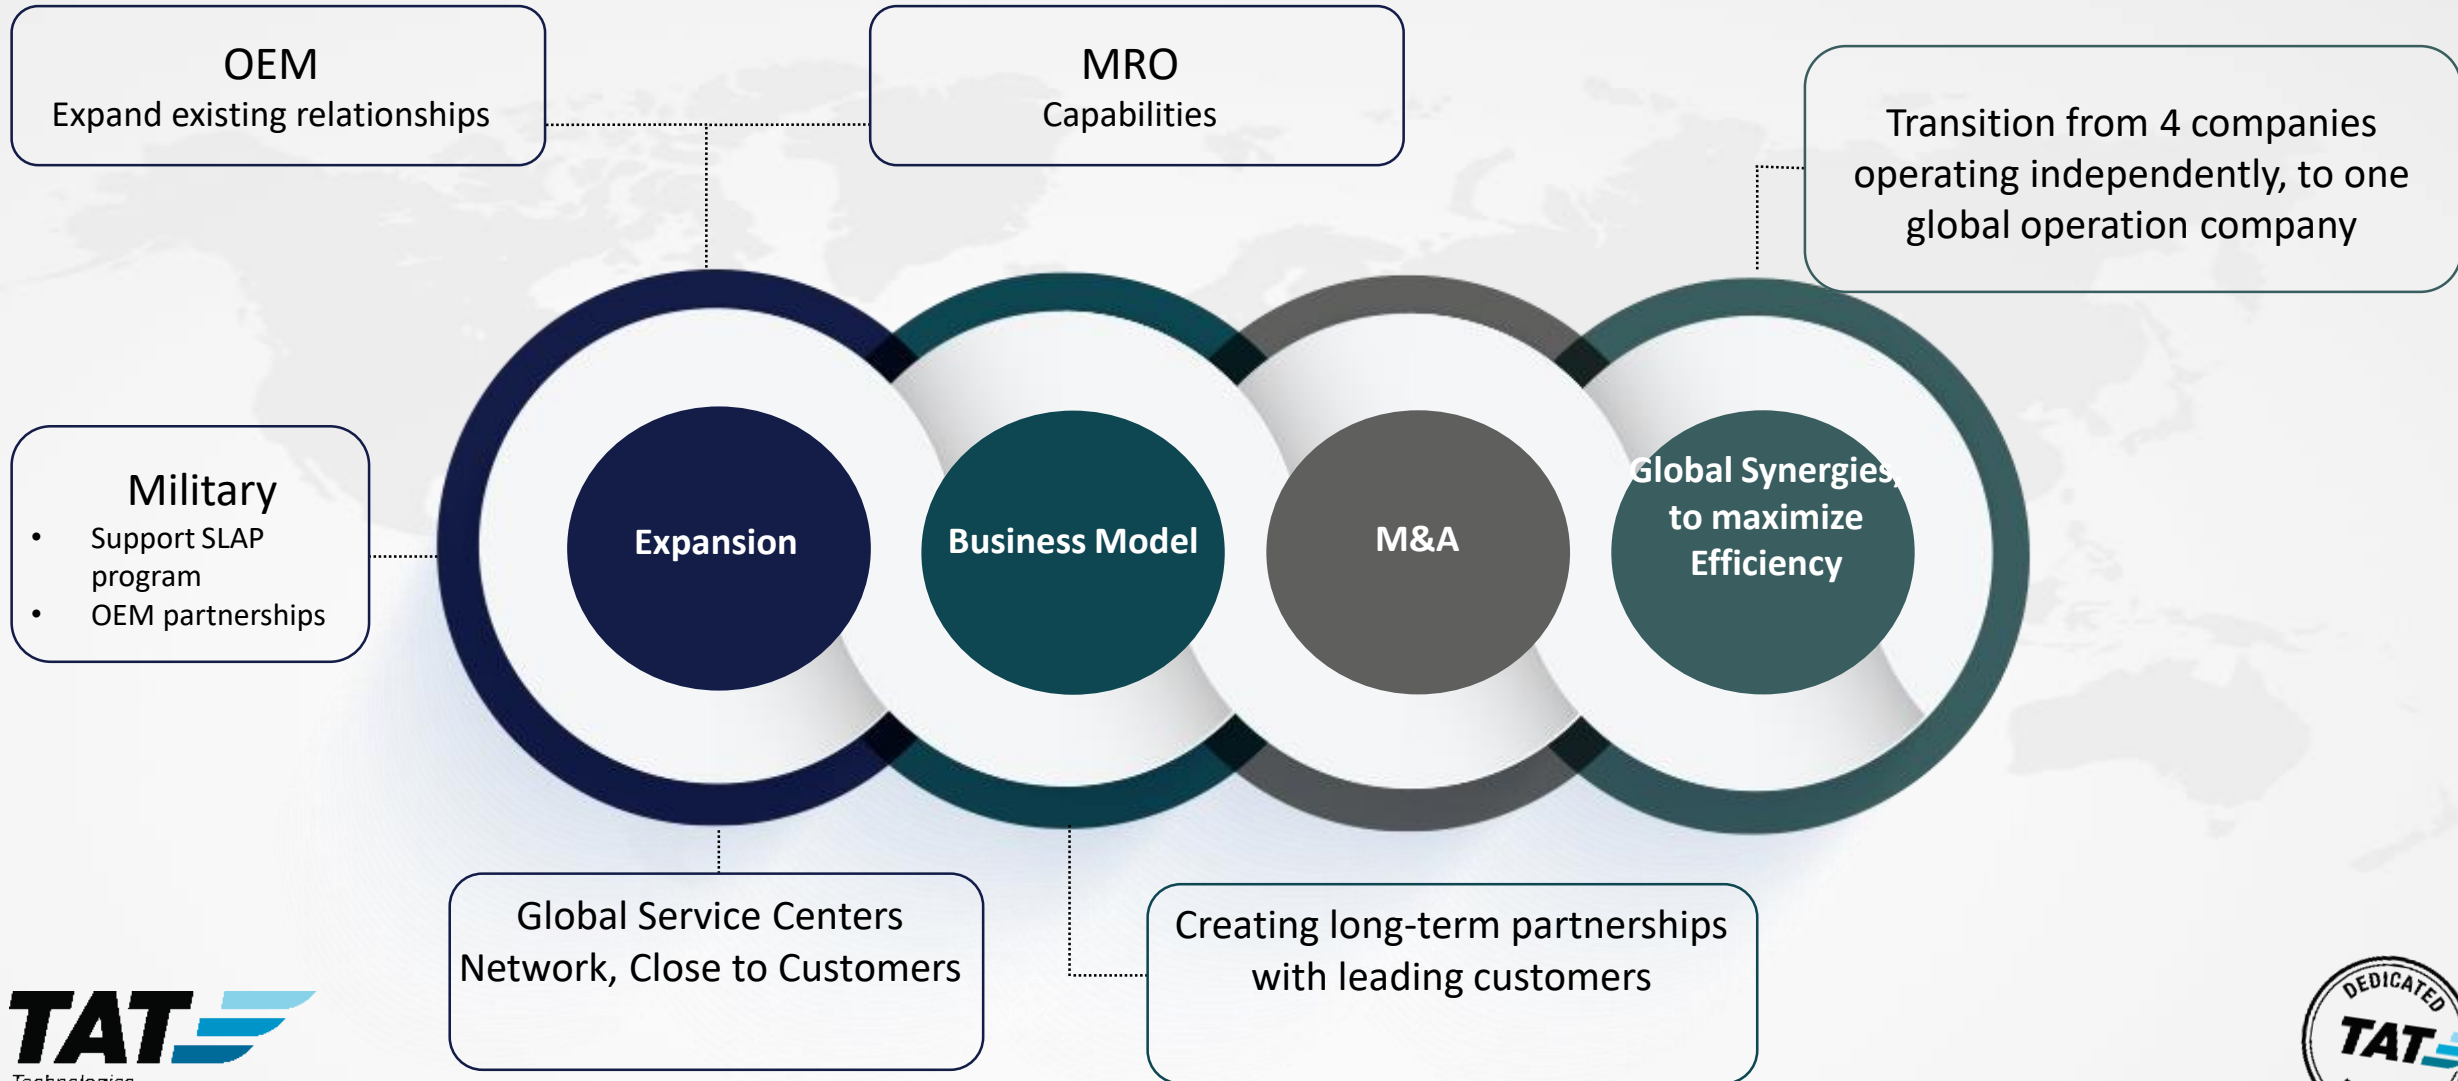 OEM
Expand existing relationships
MRO
Capabilities
Transition from 4 companies
operating independently, to one
global operation company
Military
• Support SLAP
program
• OEM partnerships
Expansion
Business Model
M&A
Global Synergies,
to maximize
Efficiency
Global Service Centers
Network, Close to Customers
Creating long-term partnerships
with leading customers
TAT
Technologies
DEDICATED
TAT